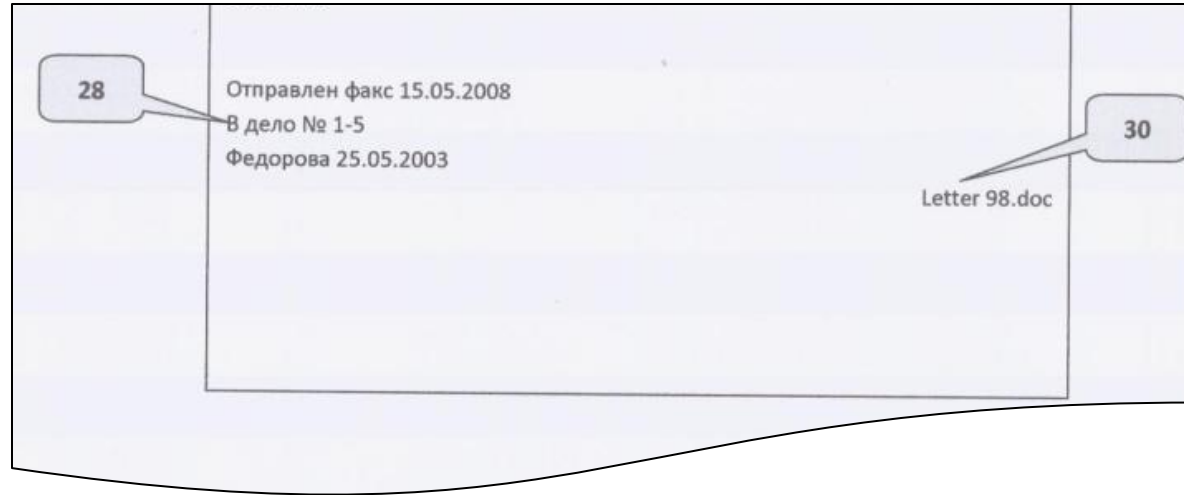 28
Отправлен факс 15.05.2008
В дело № 1-5
Федорова 25.05.2003
30
Letter 98.doc